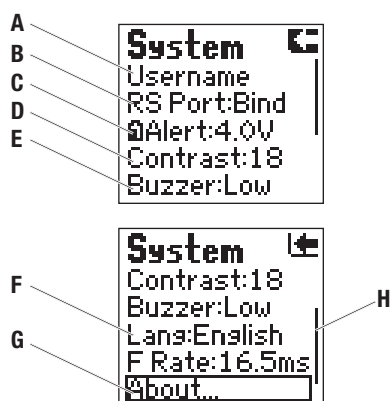 A
B
C
D
E
System
Username
RS Port:Bind
Alert:4.0V
Contrast:18
Buzzer:Low
F
G
H
System
Contrast:18
Buzzer:Low
Lang:English
F Rate:16.5ms
About...